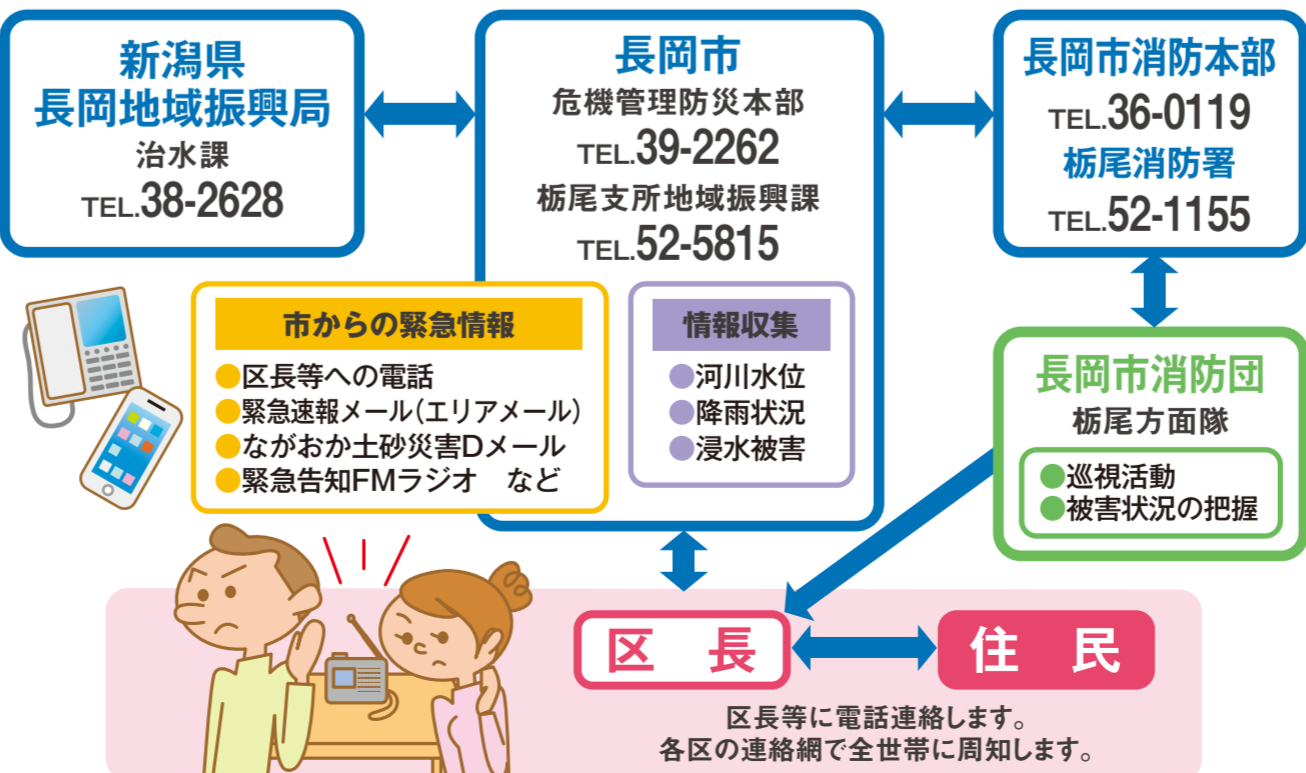 新潟県
長岡地域振興局
治水課
TEL.38-2628
長岡市
危機管理防災本部
TEL.39-2262
栃尾支所地域振興課
TEL.52-5815
長岡市消防本部
TEL.36-0119
栃尾消防署
TEL.52-1155
市からの緊急情報
●区長等への電話
●緊急速報メール（エリアメール）
●ながおか土砂災害Dメール
●緊急告知FMラジオ　など
情報収集
●河川水位
●降雨状況
●浸水被害
長岡市消防団
栃尾方面隊
●巡視活動
●被害状況の把握
区　長
住　民
区長等に電話連絡します。
各区の連絡網で全世帯に周知します。